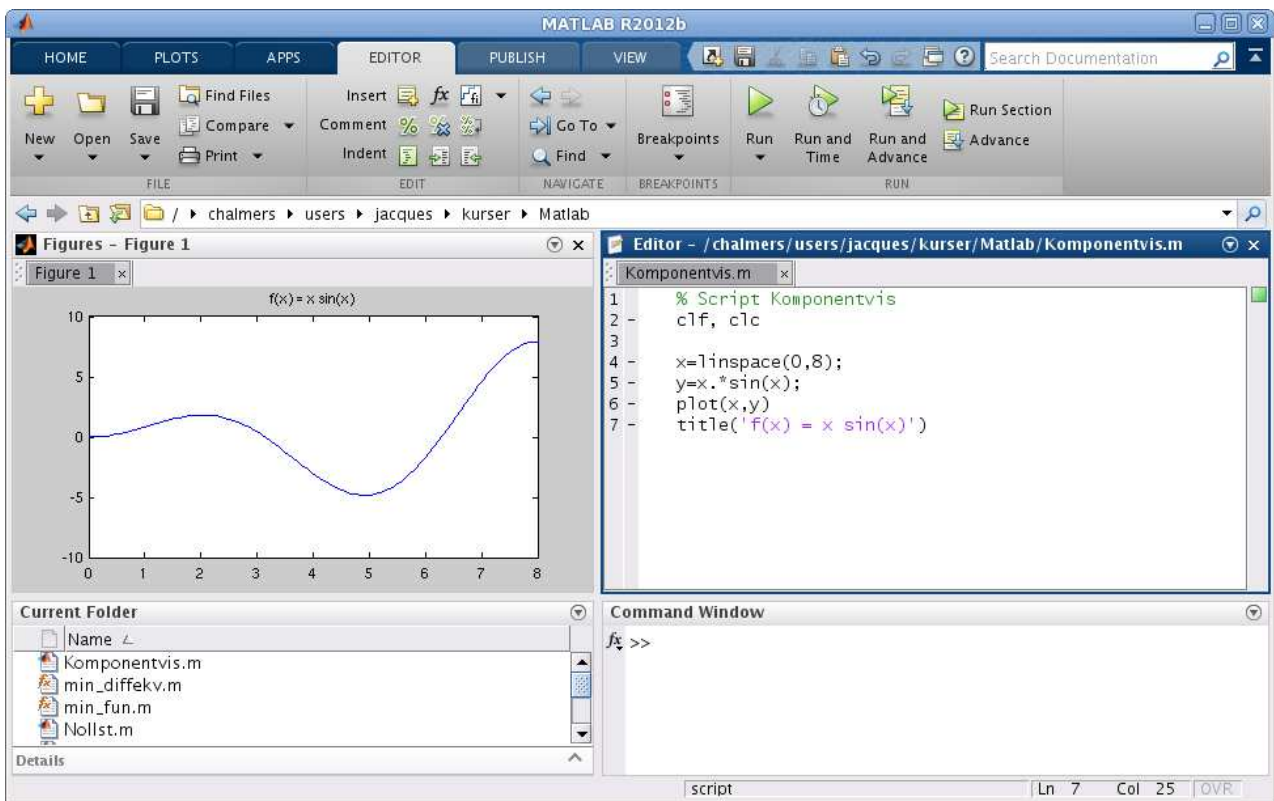 MATLAB R2012b
HOME PLOTS APPS EDITOR PUBLISH VIEW Search Documentation
New Open Save Find Files Compare Print
FILE
Insert fx
Comment %
Indent
EDIT
Go To
Find
NAVIGATE
Breakpoints
BREAKPOINTS
Run Run and Time Run and Advance Run Section Advance
RUN
/ chalmers users jacques kurser Matlab
Figures - Figure 1
Figure 1
f(x) = x sin(x)
10
5
0
-5
-10
0 1 2 3 4 5 6 7 8
Editor - /chalmers/users/jacques/kurser/Matlab/Komponentvis.m
Komponentvis.m
1 % Script Komponentvis
2 - clf, clc
3
4 - x=linspace(0,8);
5 - y=x.*sin(x);
6 - plot(x,y)
7 - title('f(x) = x sin(x)')
Current Folder
Name
Komponentvis.m
min_diffekv.m
min_fun.m
Nollst.m
Details
Command Window
fx >>
script Ln 7 Col 25 OVR